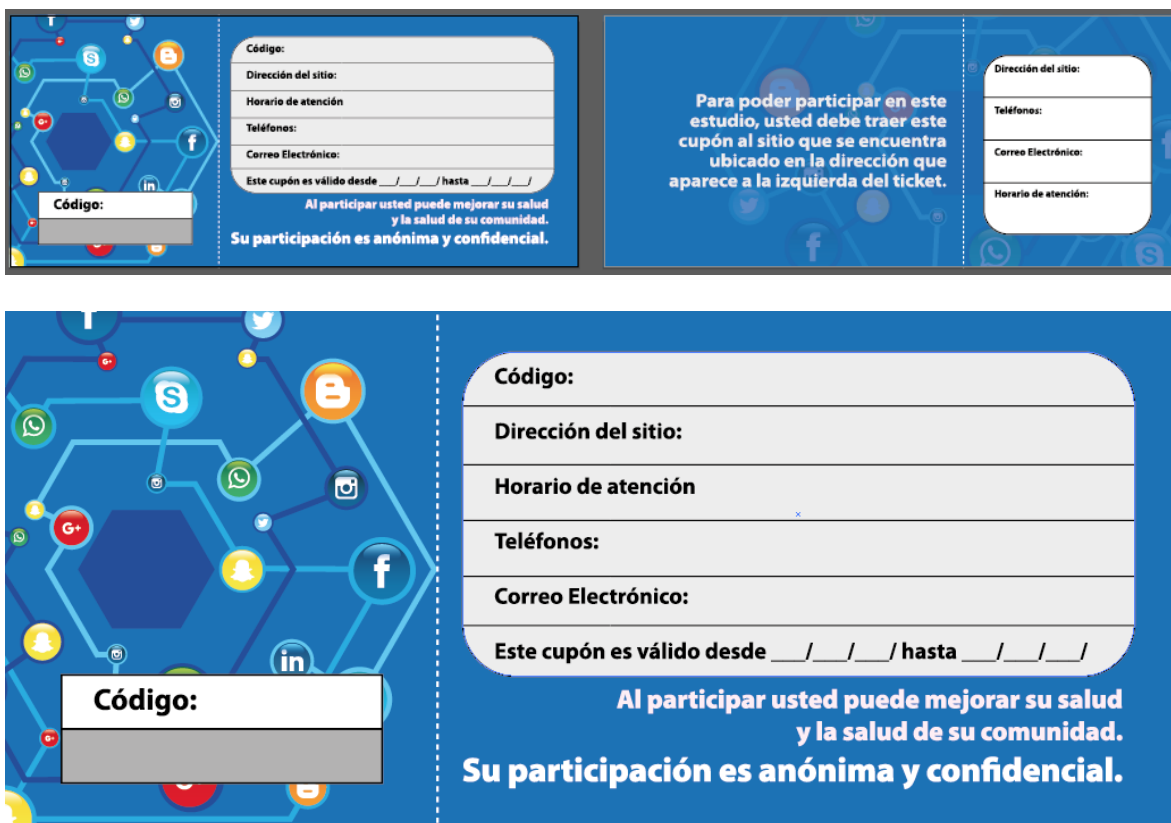 Código:
Código:
Dirección del sitio:
Horario de atención
Teléfonos:
Correo Electrónico:
Este cupón es válido desde ___/___/___/ hasta ___/___/___/
Al participar usted puede mejorar su salud
y la salud de su comunidad.
Su participación es anónima y confidencial.
Para poder participar en este
estudio, usted debe traer este
cupón al sitio que se encuentra
ubicado en la dirección que
aparece a la izquierda del ticket.
Dirección del sitio:
Teléfonos:
Correo Electrónico:
Horario de atención:
Código:
Código:
Dirección del sitio:
Horario de atención
Teléfonos:
Correo Electrónico:
Este cupón es válido desde ___/___/___/ hasta ___/___/___/
Al participar usted puede mejorar su salud
y la salud de su comunidad.
Su participación es anónima y confidencial.